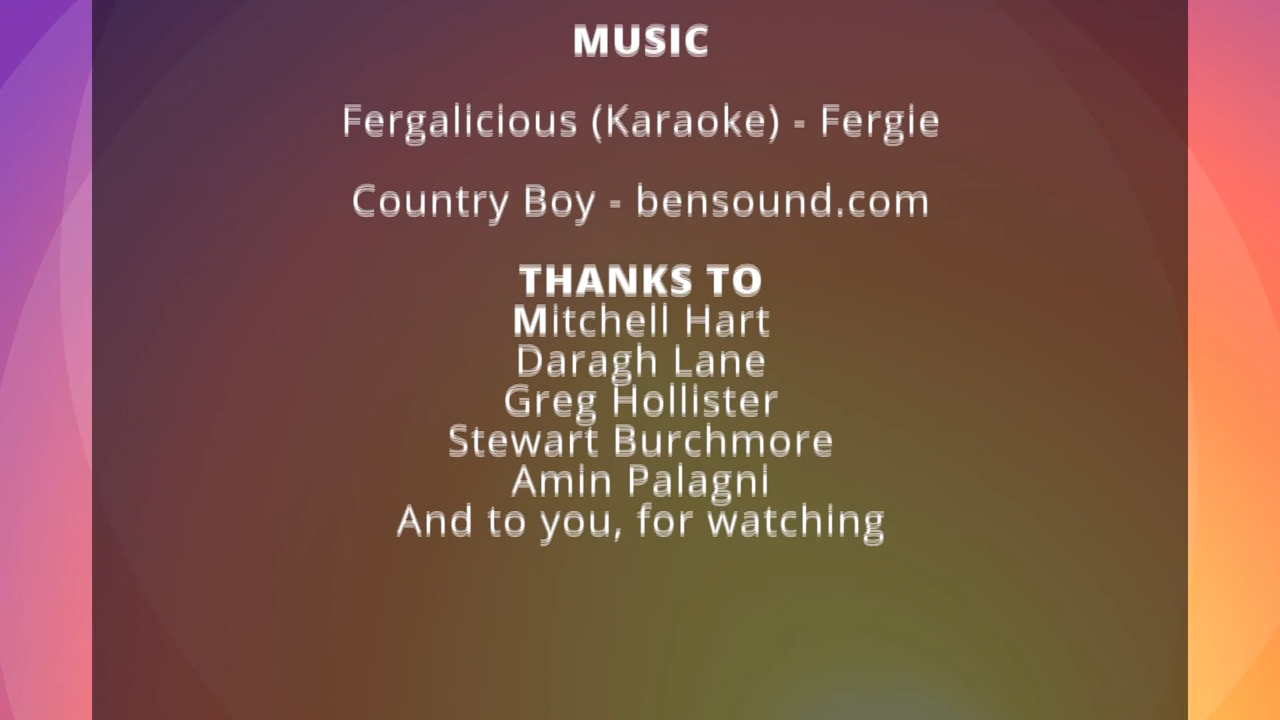 MUSIC
Fergalicious (Karaoke) - Fergie
Country Boy - bensound.com
THANKS TO
Mitchell Hart
Daragh Lane
Greg Hollister
Stewart Burchmore
Amin Palagni
And to you, for watching